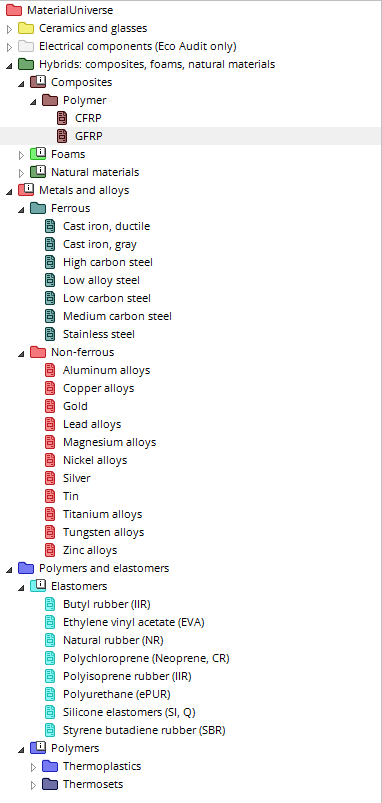 MaterialUniverse
Ceramics and glasses
Electrical components (Eco Audit only)
Hybrids: composites, foams, natural materials
Composites
Polymer
CFRP
GFRP
Foams
Natural materials
Metals and alloys
Ferrous
Cast iron, ductile
Cast iron, gray
High carbon steel
Low alloy steel
Low carbon steel
Medium carbon steel
Stainless steel
Non-ferrous
Aluminum alloys
Copper alloys
Gold
Lead alloys
Magnesium alloys
Nickel alloys
Silver
Tin
Titanium alloys
Tungsten alloys
Zinc alloys
Polymers and elastomers
Elastomers
Butyl rubber (IIR)
Ethylene vinyl acetate (EVA)
Natural rubber (NR)
Polychloroprene (Neoprene, CR)
Polyisoprene rubber (IIR)
Polyurethane (ePUR)
Silicone elastomers (SI, Q)
Styrene butadiene rubber (SBR)
Polymers
Thermoplastics
Thermosets